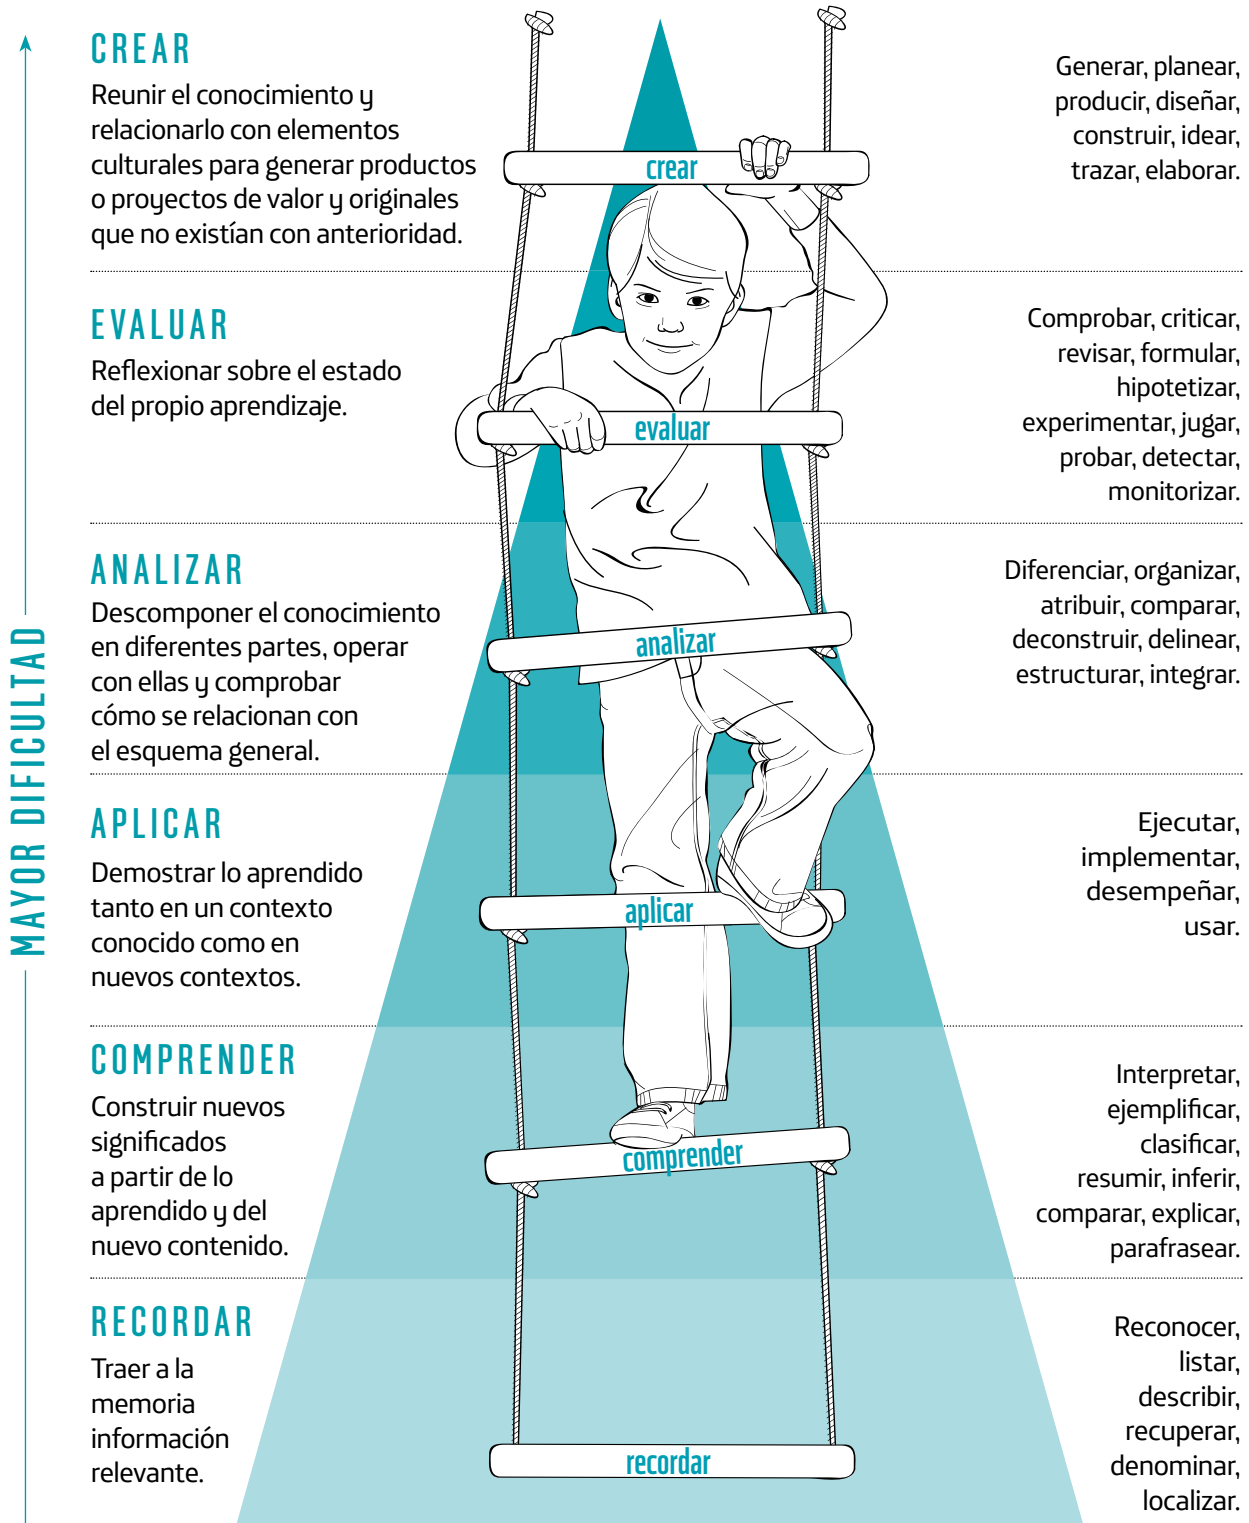 MAYOR DIFICULTAD
CREAR
Reunir el conocimiento y
relacionarlo con elementos
culturales para generar productos
o proyectos de valor y originales
que no existían con anterioridad.
crear
Generar, planear,
producir, diseñar,
construir, idear,
trazar, elaborar.
EVALUAR
Reflexionar sobre el estado
del propio aprendizaje.
evaluar
Comprobar, criticar,
revisar, formular,
hipotetizar,
experimentar, jugar,
probar, detectar,
monitorizar.
ANALIZAR
Descomponer el conocimiento
en diferentes partes, operar
con ellas y comprobar
cómo se relacionan con
el esquema general.
analizar
Diferenciar, organizar,
atribuir, comparar,
deconstruir, delinear,
estructurar, integrar.
APLICAR
Demostrar lo aprendido
tanto en un contexto
conocido como en
nuevos contextos.
aplicar
Ejecutar,
implementar,
desempeñar,
usar.
COMPRENDER
Construir nuevos
significados
a partir de lo
aprendido y del
nuevo contenido.
comprender
Interpretar,
ejemplificar,
clasificar,
resumir, inferir,
comparar, explicar,
parafrasear.
RECORDAR
Traer a la
memoria
información
relevante.
recordar
Reconocer,
listar,
describir,
recuperar,
denominar,
localizar.